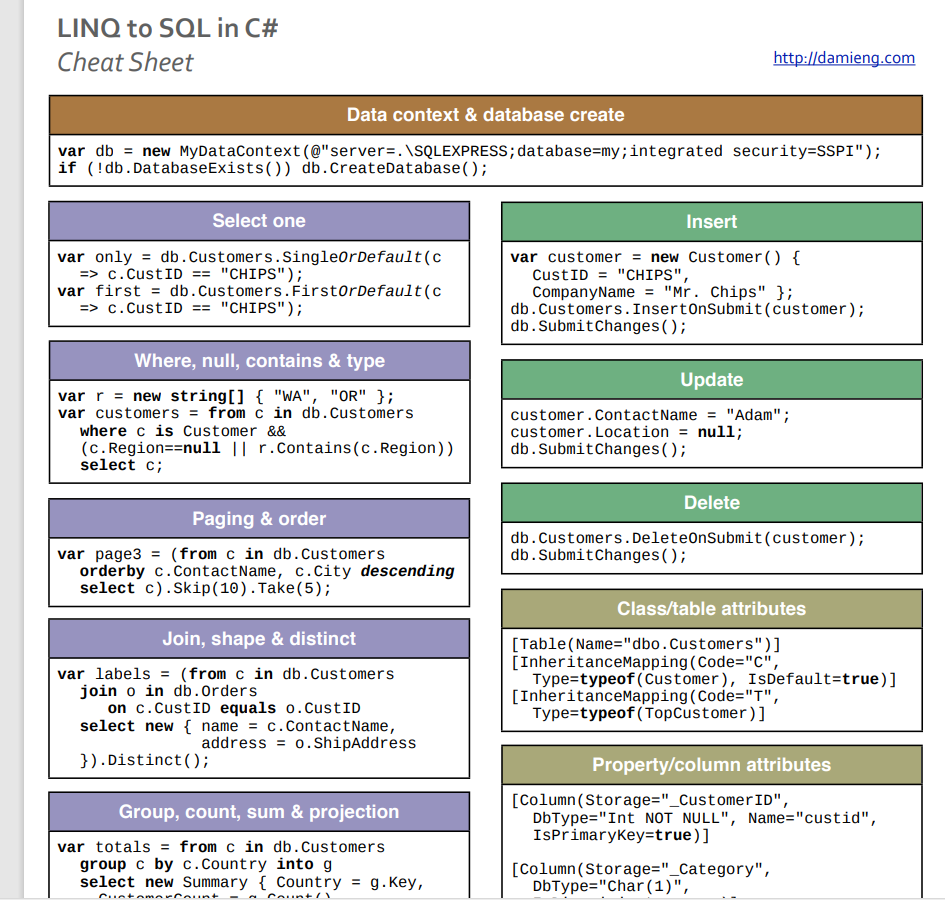 LINQ to SQL in C#
Cheat Sheet
http://damieng.com
Data context & database create
var db = new MyDataContext(@"server=.\SQLEXPRESS;database=my;integrated security=SSPI");
if (!db.DatabaseExists()) db.CreateDatabase();
Select one
var only = db.Customers.SingleOrDefault(c
=> c.CustID == "CHIPS");
var first = db.Customers.FirstOrDefault(c
=> c.CustID == "CHIPS");
Where, null, contains & type
var r = new string[] { "WA", "OR" };
var customers = from c in db.Customers
where c is Customer &&
(c.Region==null || r.Contains(c.Region))
select c;
Paging & order
var page3 = (from c in db.Customers
orderby c.ContactName, c.City descending
select c).Skip(10).Take(5);
Join, shape & distinct
var labels = (from c in db.Customers
join o in db.Orders
on c.CustID equals o.CustID
select new { name = c.ContactName,
address = o.ShipAddress
}).Distinct();
Group, count, sum & projection
var totals = from c in db.Customers
group c by c.Country into g
select new Summary { Country = g.Key,
CustomerCount = g.Count()
Insert
var customer = new Customer() {
CustID = "CHIPS",
CompanyName = "Mr. Chips" };
db.Customers.InsertOnSubmit(customer);
db.SubmitChanges();
Update
customer.ContactName = "Adam";
customer.Location = null;
db.SubmitChanges();
Delete
db.Customers.DeleteOnSubmit(customer);
db.SubmitChanges();
Class/table attributes
[Table(Name="dbo.Customers")]
[InheritanceMapping(Code="C",
Type=typeof(Customer), IsDefault=true)]
[InheritanceMapping(Code="T",
Type=typeof(TopCustomer)]
Property/column attributes
[Column(Storage="_CustomerID",
DbType="Int NOT NULL", Name="custid",
IsPrimaryKey=true)]
[Column(Storage="_Category",
DbType="Char(1)",